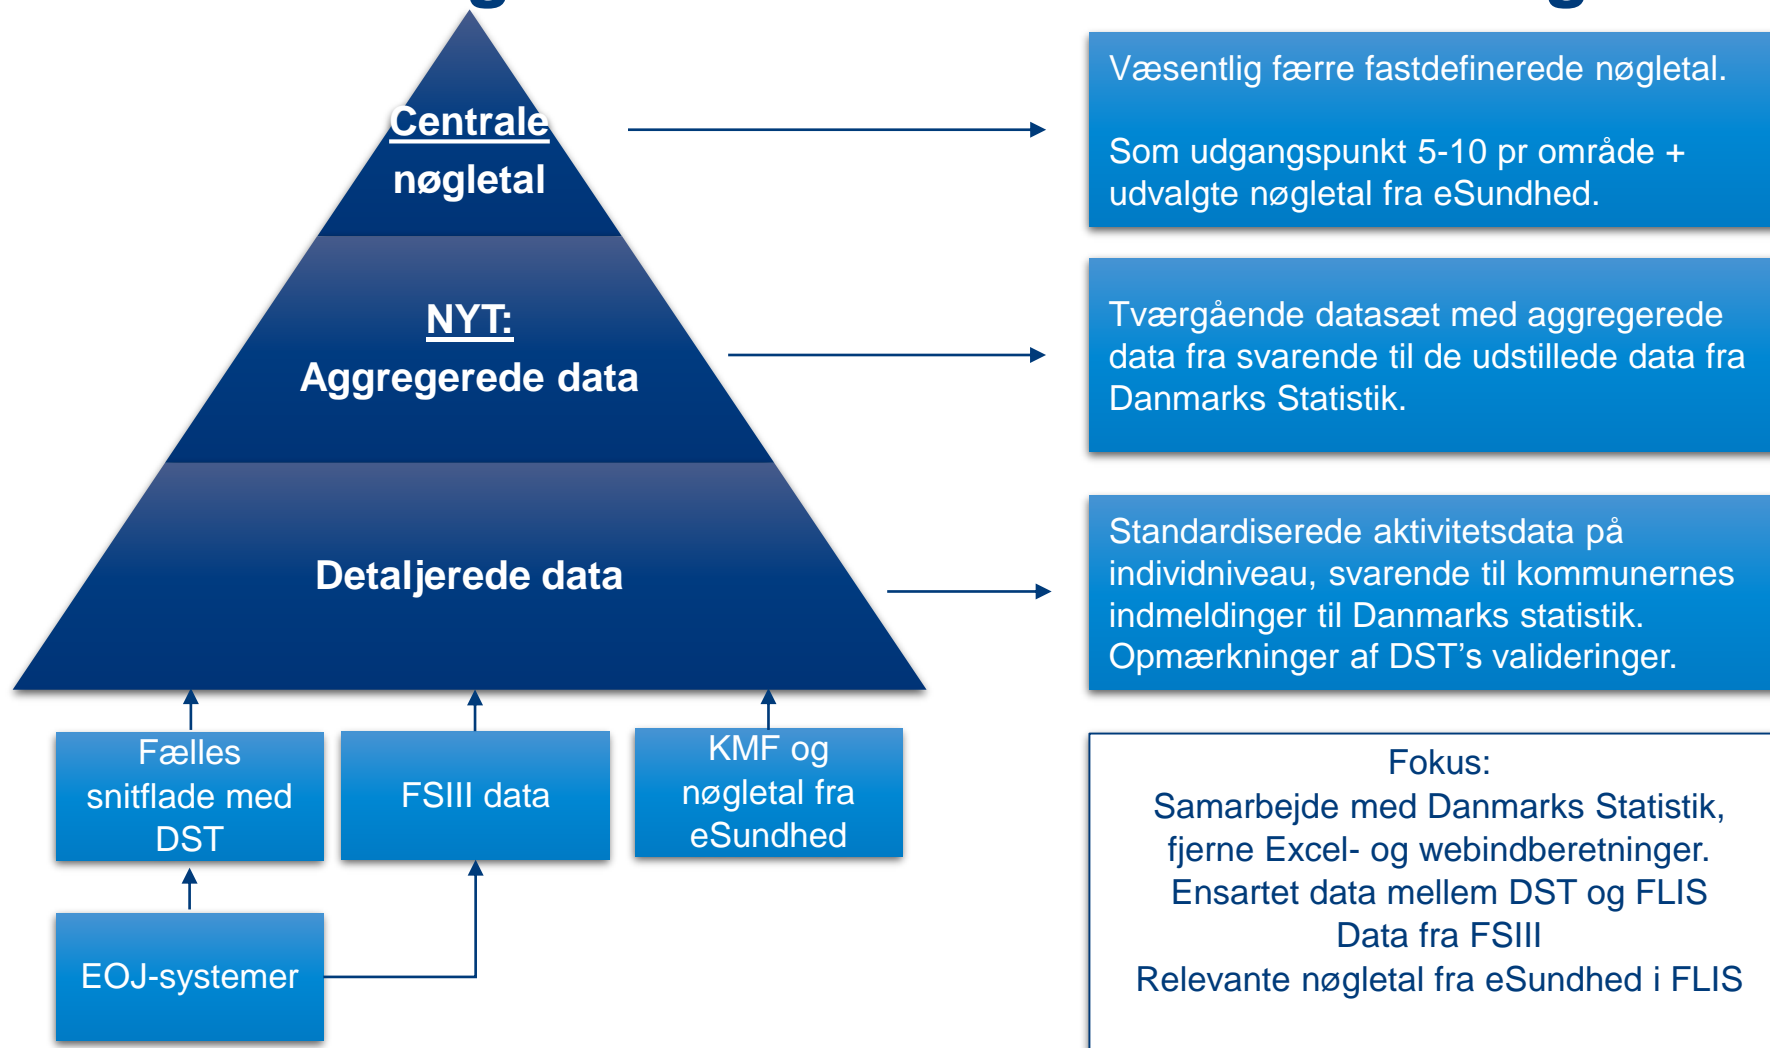 Centrale
nøgletal
NYT:
Aggregerede data
Detaljerede data
Væsentlig færre fastdefinerede nøgletal.
Som udgangspunkt 5-10 pr område +
udvalgte nøgletal fra eSundhed.
Tværgående datasæt med aggregerede
data fra svarende til de udstillede data fra
Danmarks Statistik.
Standardiserede aktivitetsdata på
individniveau, svarende til kommunernes
indmeldinger til Danmarks statistik.
Opmærkninger af DST's valideringer.
Fælles
snitflade med
DST
FSIII data
KMF og
nøgletal fra
eSundhed
EOJ-systemer
Fokus:
Samarbejde med Danmarks Statistik,
fjerne Excel- og webindberetninger.
Ensartet data mellem DST og FLIS
Data fra FSIII
Relevante nøgletal fra eSundhed i FLIS